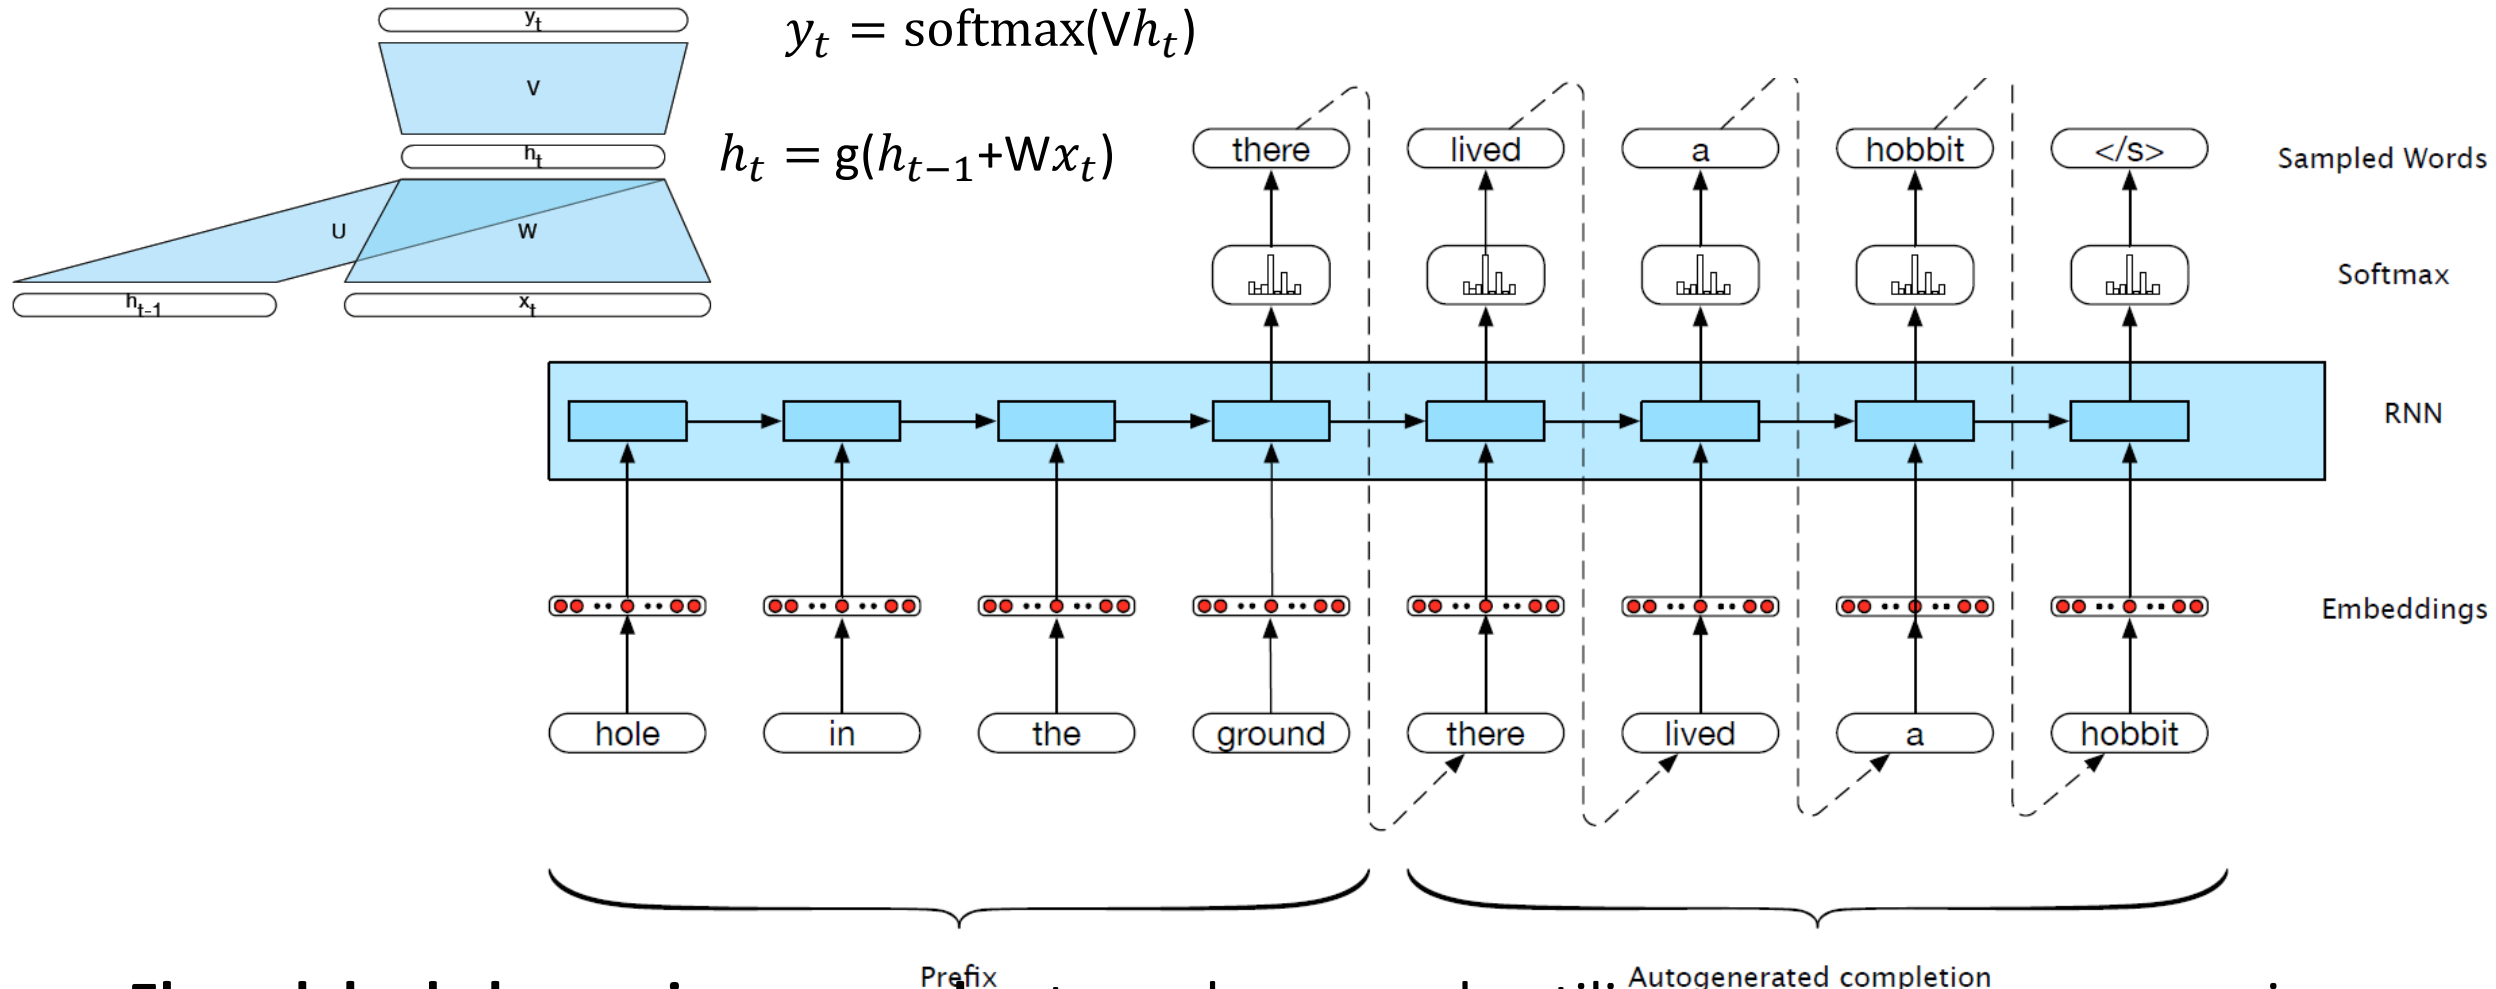 y_t
y_t = softmax(Vh_t)
V
h_t
h_t = g(h_{t-1}+Wx_t)
U
W
h_{t-1}
x_t
there lived a hobbit </s> Sampled Words
Softmax
RNN
Embeddings
hole in the ground there lived a hobbit
Prefix
Autogenerated completion